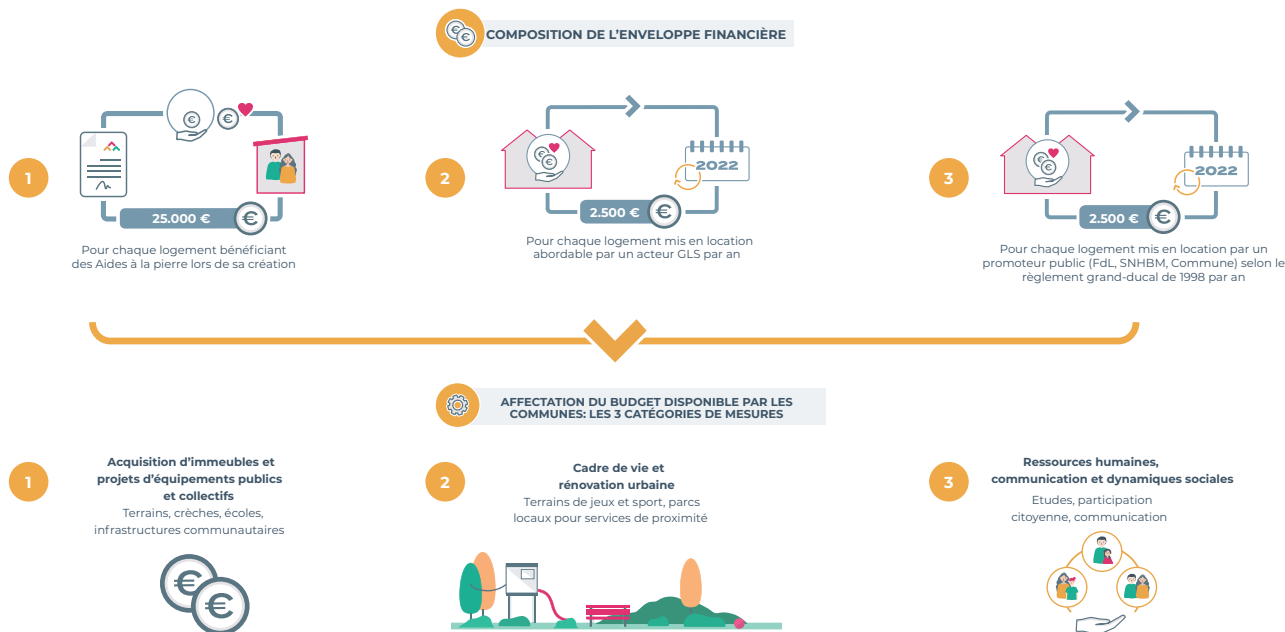 COMPOSITION DE L'ENVELOPPE FINANCIÈRE
1
25.000 €
€
Pour chaque logement bénéficiant
des Aides à la pierre lors de sa création
2
2022
2.500 €
€
Pour chaque logement mis en location
abordable par un acteur GLS par an
3
2022
2.500 €
€
Pour chaque logement mis en location par un
promoteur public (FdL, SNHBM, Commune) selon le
règlement grand-ducal de 1998 par an
AFFECTATION DU BUDGET DISPONIBLE PAR LES
COMMUNES: LES 3 CATÉGORIES DE MESURES
1
Acquisition d'immeubles et
projets d'équipements publics
et collectifs
Terrains, crèches, écoles,
infrastructures communautaires
€
€
2
Cadre de vie et
rénovation urbaine
Terrains de jeux et sport, parcs
locaux pour services de proximité
3
Ressources humaines,
communication et dynamiques sociales
Etudes, participation
citoyenne, communication